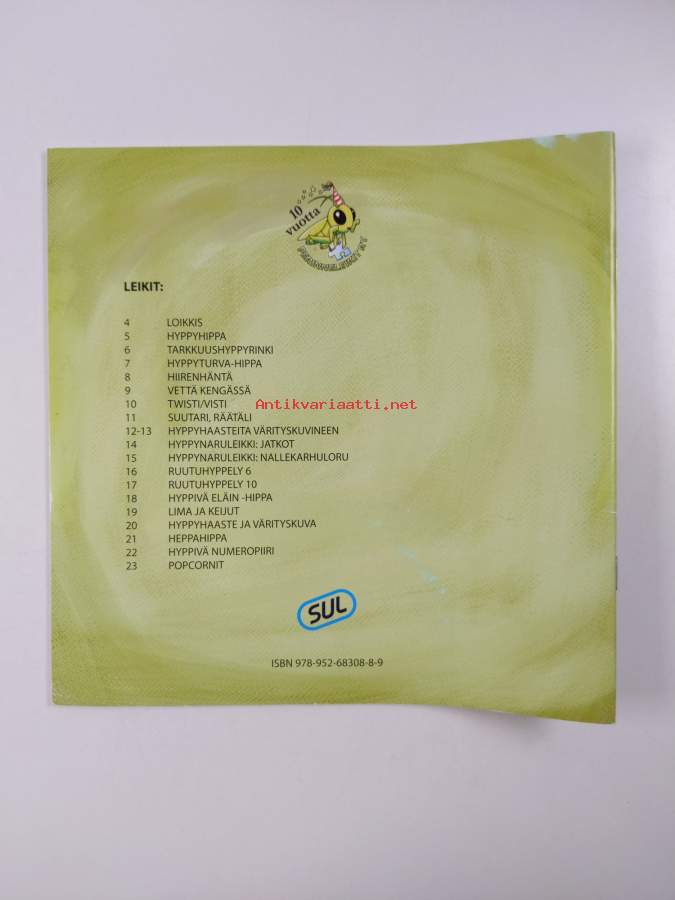 10
vuotta
PERINNELEIKIT RY
LEIKIT:
4 LOIKKIS
5 HYPPYHIPPA
6 TARKKUUSHYPPYRINKI
7 HYPPYTURVA-HIPPA
8 HIIRENHÄNTÄ
9 VETTÄ KENGÄSSÄ
10 TWISTI/VISTI
Antikvariaatti.net
11 SUUTARI, RÄÄTÄLI
12-13 HYPPYHAASTEITA VÄRITYSKUVINEEN
14 HYPPYNARULEIKKI: JATKOT
15 HYPPYNARULEIKKI: NALLEKARHULORU
16 RUUTUHYPPELY 6
17 RUUTUHYPPELY 10
18 HYPPIVÄ ELÄIN -HIPPA
19 LIMA JA KEIJUT
20 HYPPYHAASTE JA VÄRITYSKUVA
21 HEPPAHIPPA
22 HYPPIVÄ NUMEROPIIRI
23 POPCORNIT
SUL
ISBN 978-952-68308-8-9